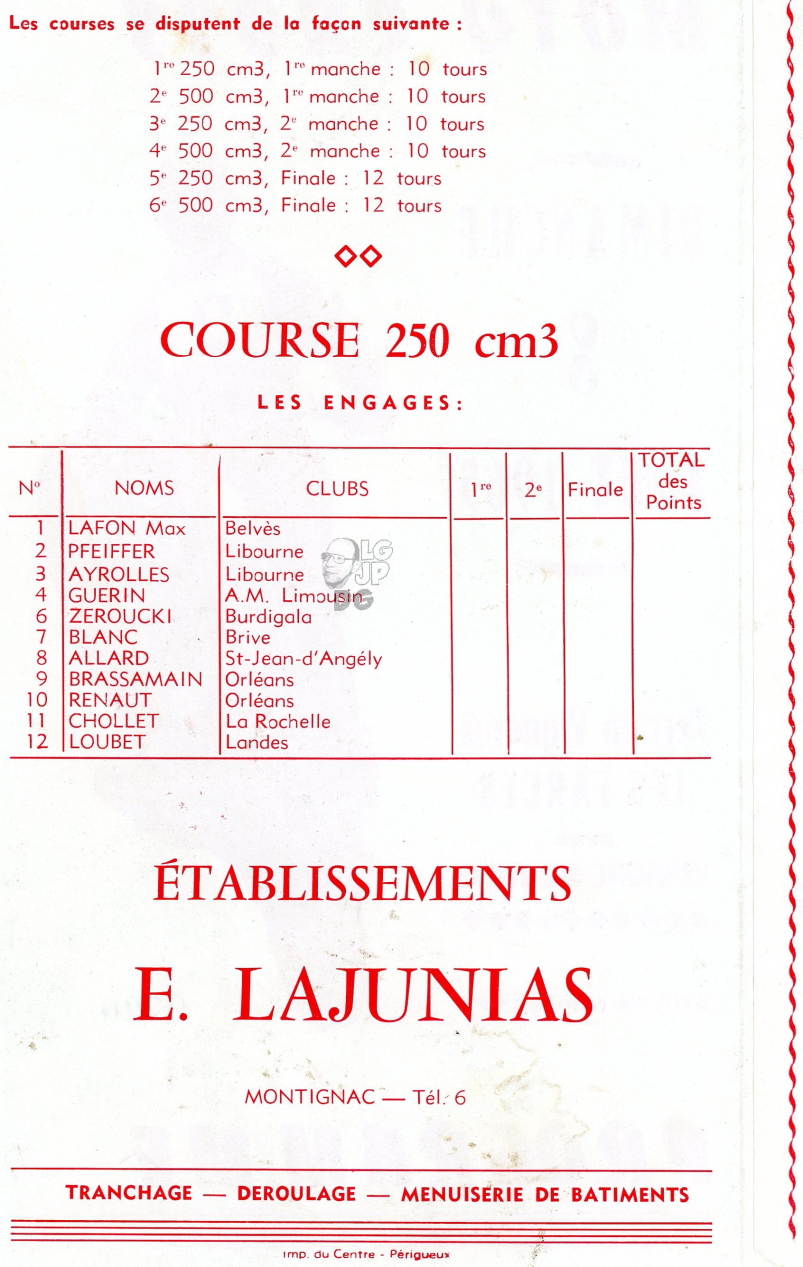 Les courses se disputent de la façon suivante :
1re 250 cm3, 1re manche : 10 tours
2e 500 cm3, 1re manche : 10 tours
3e 250 cm3, 2e manche : 10 tours
4e 500 cm3, 2e manche : 10 tours
5e 250 cm3, Finale : 12 tours
6e 500 cm3, Finale : 12 tours
COURSE 250 cm3
LES ENGAGES :
No NOMS CLUBS 1re 2e Finale TOTAL des Points
1 LAFON Max Belvès
2 PFEIFFER Libourne
3 AYROLLES Libourne
4 GUERIN A.M. Limousin
6 ZEROUCKI Burdigala
7 BLANC Brive
8 ALLARD St-Jean-d'Angély
9 BRASSAMAIN Orléans
10 RENAUT Orléans
11 CHOLLET La Rochelle
12 LOUBET Landes
LG
JP
DG
ÉTABLISSEMENTS
E. LAJUNIAS
MONTIGNAC — Tél. 6
TRANCHAGE — DEROULAGE — MENUISERIE DE BATIMENTS
Imp. du Centre - Périgueux